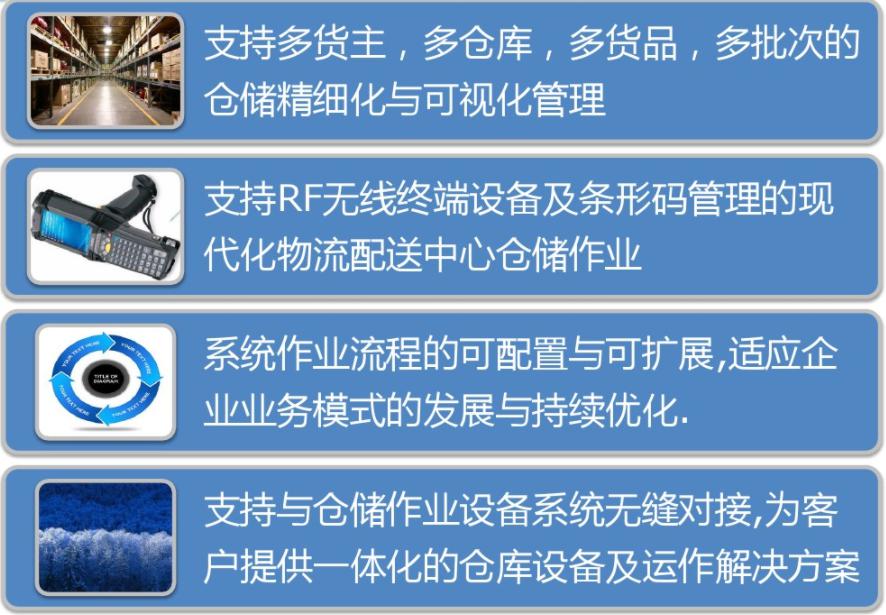 支持多货主，多仓库，多货品，多批次的
仓储精细化与可视化管理
支持RF无线终端设备及条形码管理的现
代化物流配送中心仓储作业
YOUR TEXT HERE
YOUR TEXT HERE
TITLE OF
DIAGRAM
YOUR TEXT HERE
YOUR TEXT HERE
系统作业流程的可配置与可扩展,适应企
业业务模式的发展与持续优化.
支持与仓储作业设备系统无缝对接,为客
户提供一体化的仓库设备及运作解决方案